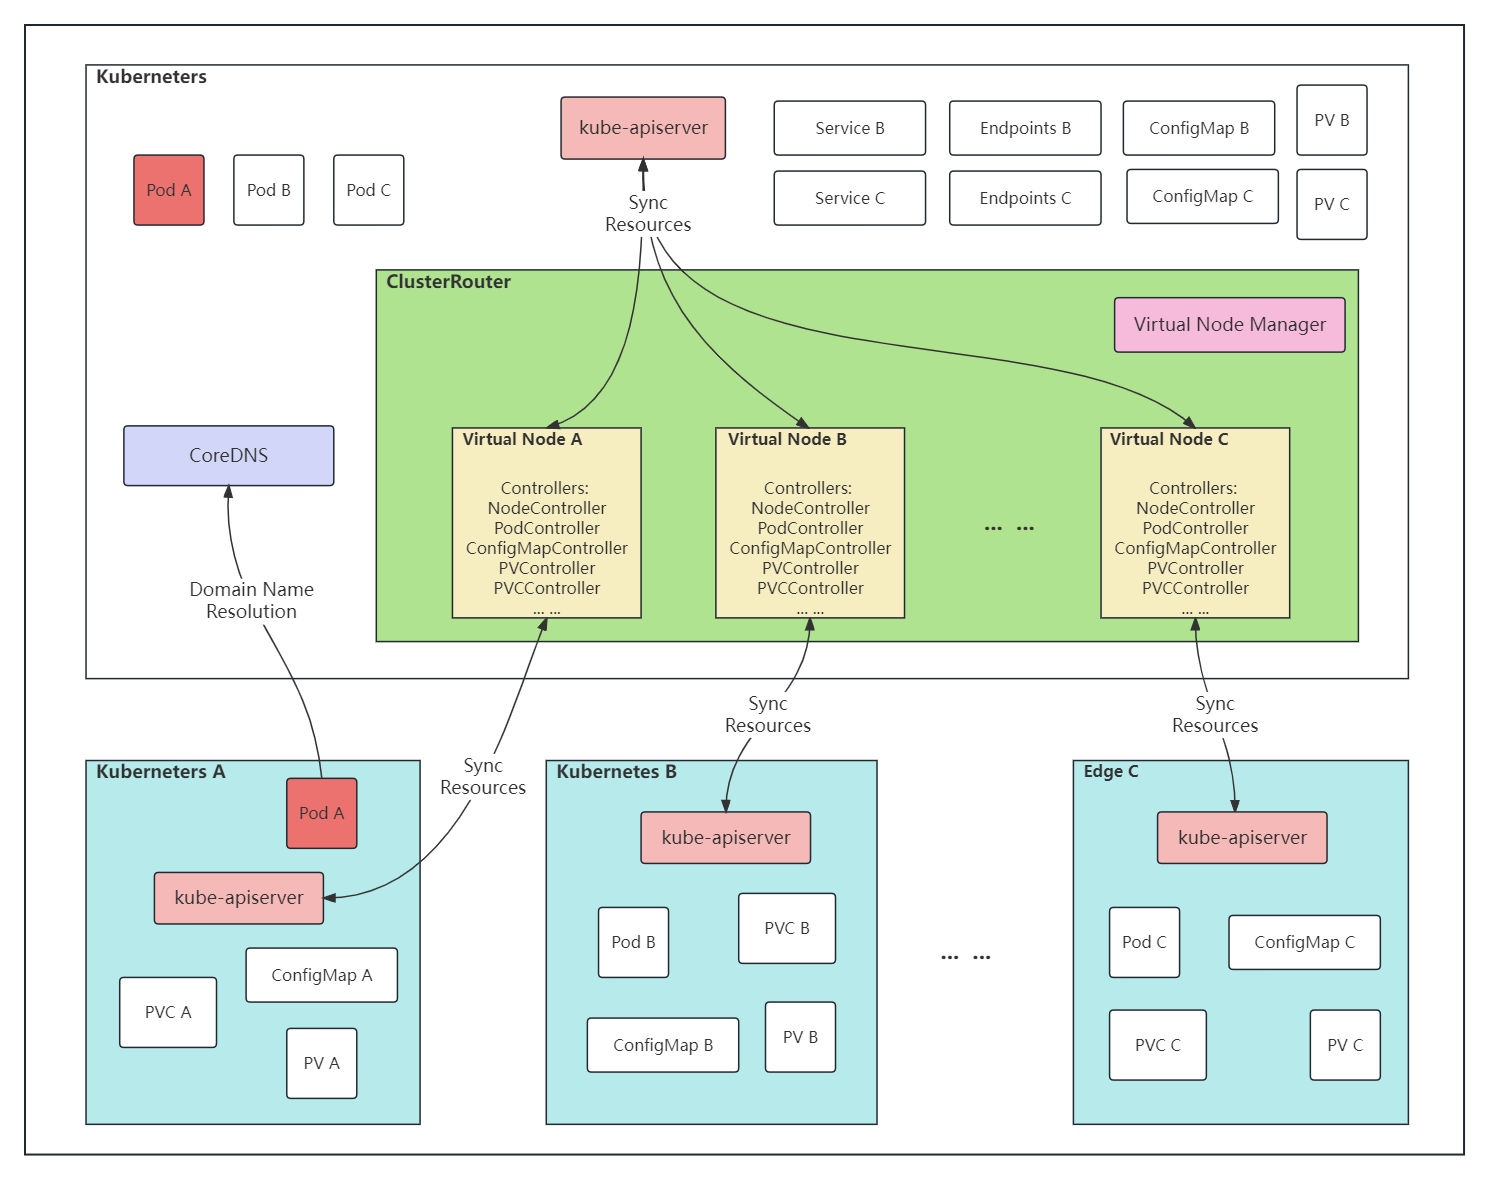 Kuberneters
kube-apiserver
Service B
Endpoints B
ConfigMap B
PV B
Pod A
Pod B
Pod C
Service C
Endpoints C
ConfigMap C
PV C
Sync
Resources
ClusterRouter
Virtual Node Manager
CoreDNS
Virtual Node A
Controllers:
NodeController
PodController
ConfigMapController
PVController
PVCController
... ...
Virtual Node B
Controllers:
NodeController
PodController
ConfigMapController
PVController
PVCController
... ...
... ...
Virtual Node C
Controllers:
NodeController
PodController
ConfigMapController
PVController
PVCController
... ...
Domain Name
Resolution
Sync
Resources
Sync
Resources
Sync
Resources
Kuberneters A
Pod A
kube-apiserver
ConfigMap A
PVC A
PV A
Kubernetes B
kube-apiserver
Pod B
PVC B
ConfigMap B
PV B
... ...
Edge C
kube-apiserver
Pod C
ConfigMap C
PVC C
PV C